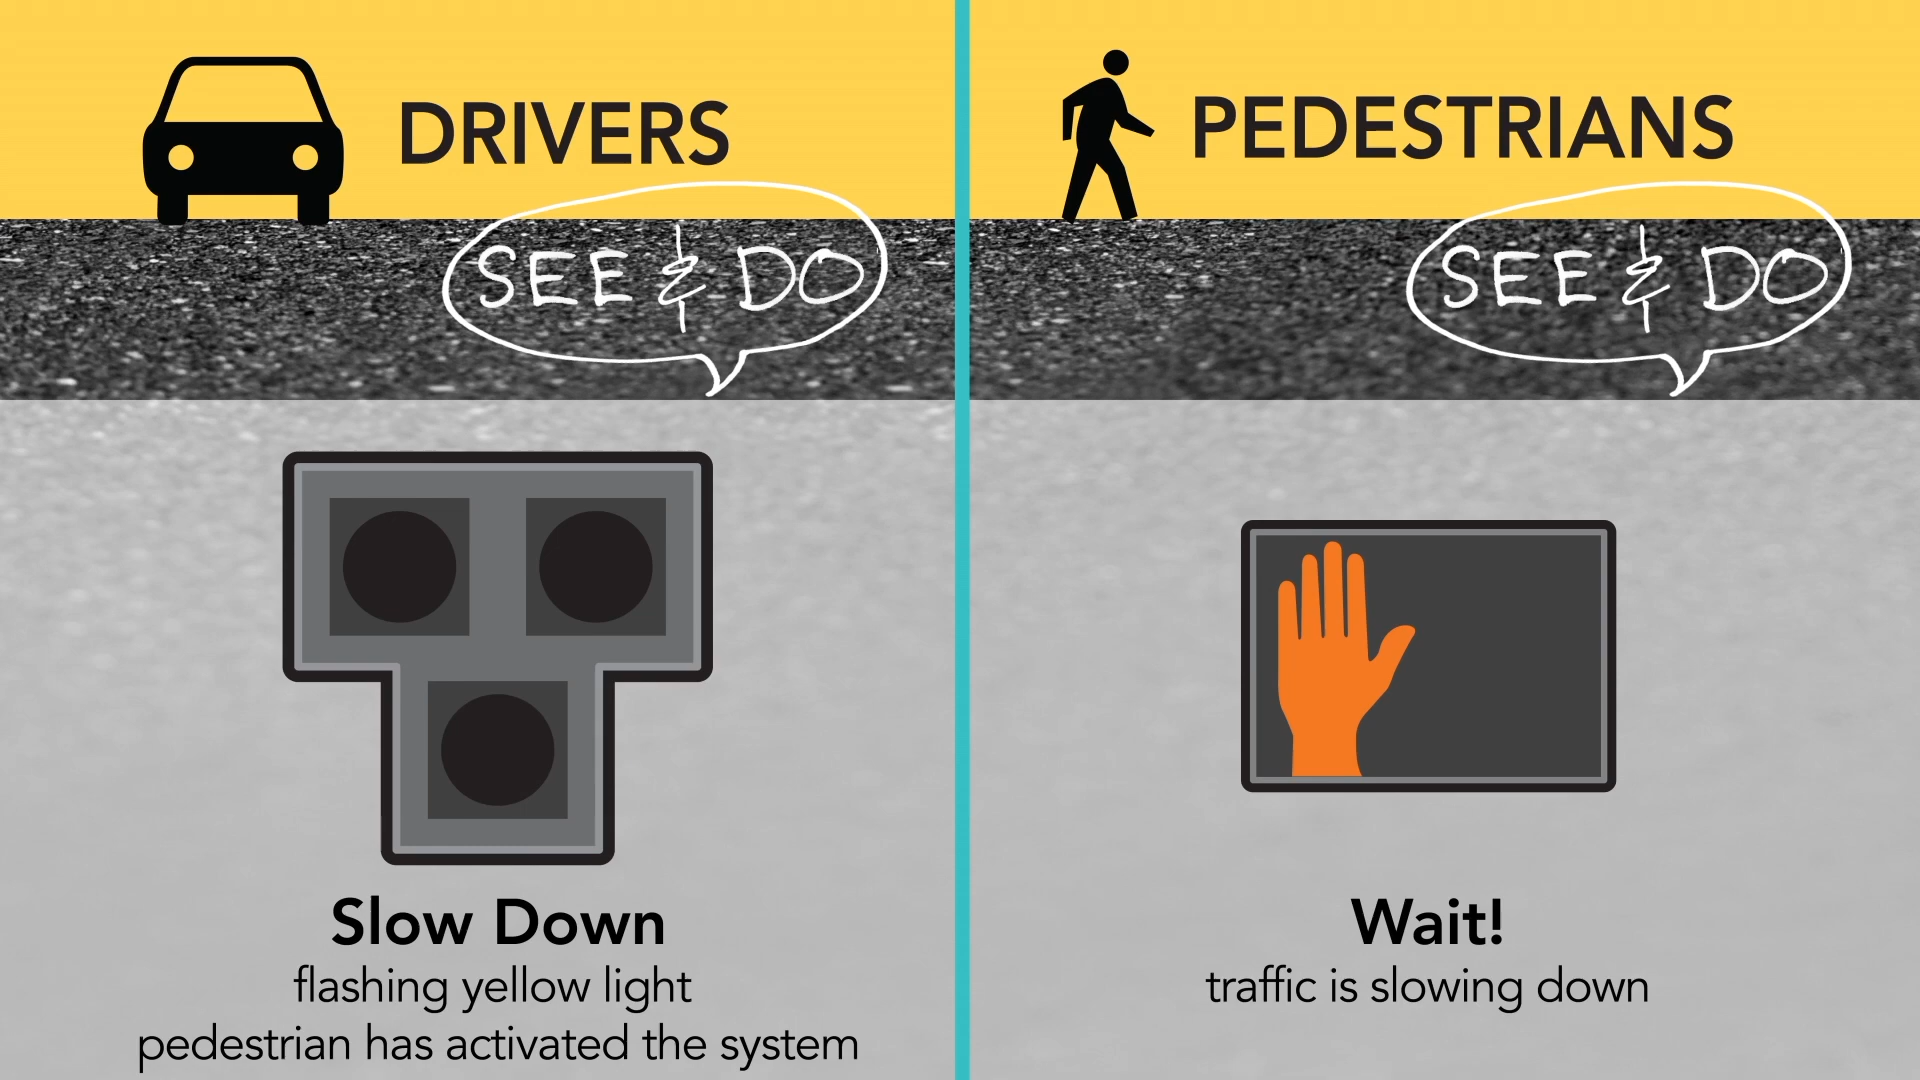 DRIVERS
SEE & DO
Slow Down
flashing yellow light
pedestrian has activated the system
PEDESTRIANS
SEE & DO
Wait!
traffic is slowing down